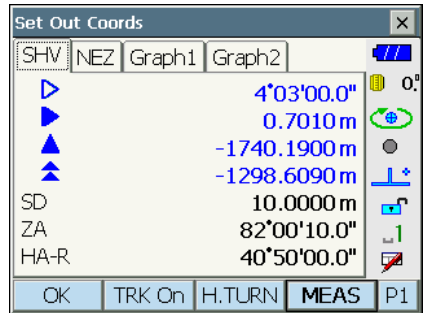 Set Out Coords
SHV NEZ Graph1 Graph2
4°03'00.0"
0."
0.7010 m
-1740.1900 m
-1298.6090 m
SD 10.0000 m
ZA 82°00'10.0"
1
HA-R 40°50'00.0"
OK TRK On H.TURN MEAS P1